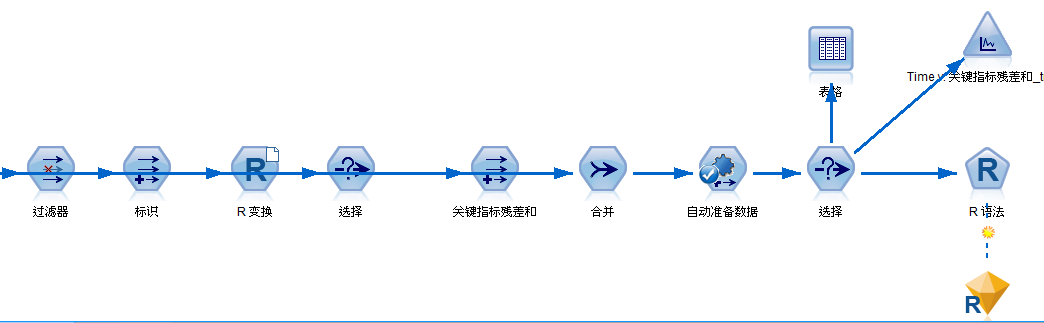 表格
Time v. 关键指标残差和_t
过滤器
标识
R
R 变换
选择
关键指标残差和
合并
自动准备数据
选择
R
R 语法
R